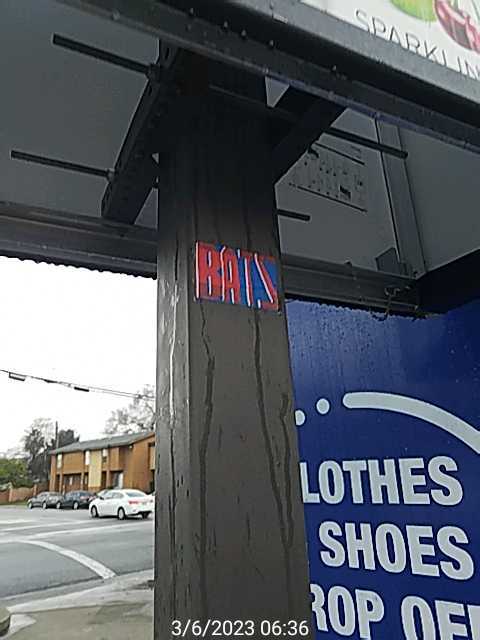 SPARKLIN
BATS
LOTHES
SHOES
ROP OF
3/6/2023 06:36